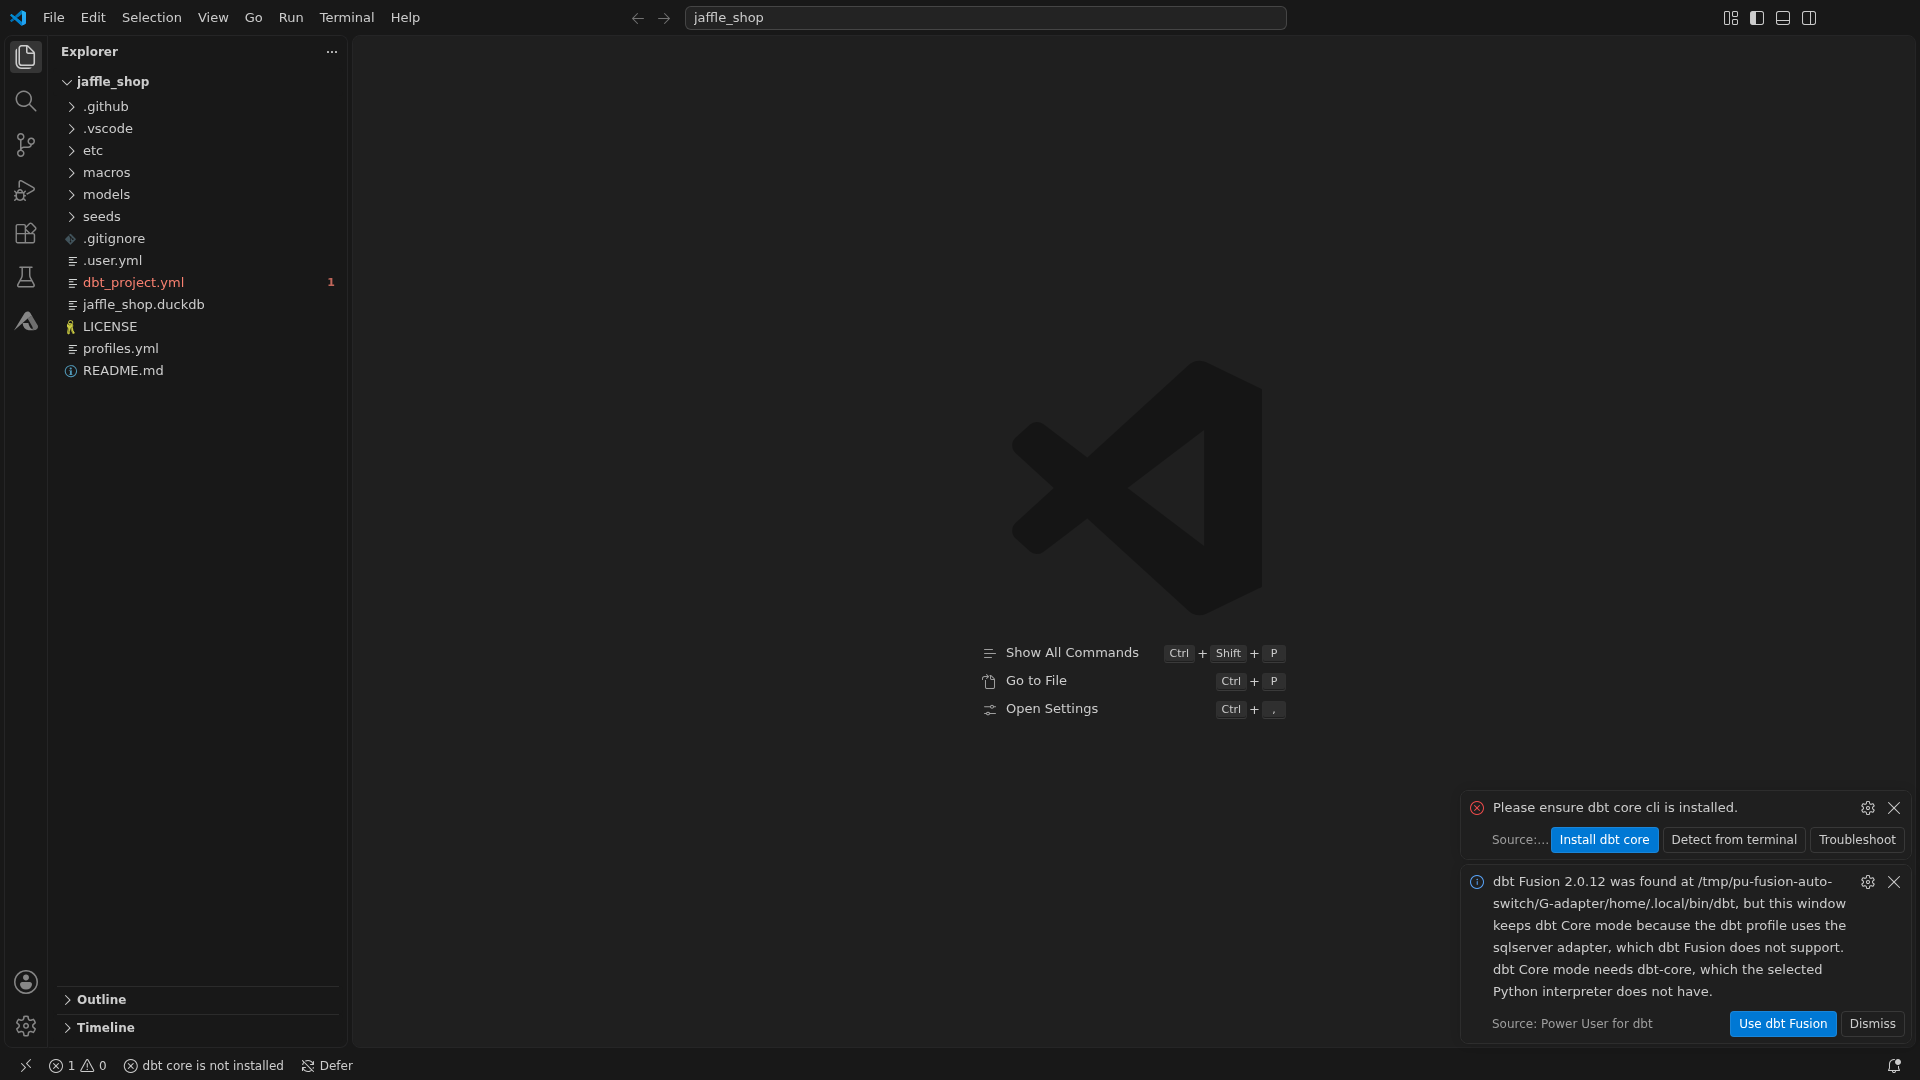 File Edit Selection View Go Run Terminal Help
jaffle_shop
Explorer
jaffle_shop
.github
.vscode
etc
macros
models
seeds
.gitignore
.user.yml
dbt_project.yml 1
jaffle_shop.duckdb
LICENSE
profiles.yml
README.md
Show All Commands Ctrl + Shift + P
Go to File Ctrl + P
Open Settings Ctrl + ,
Please ensure dbt core cli is installed.
Source:... Install dbt core Detect from terminal Troubleshoot
dbt Fusion 2.0.12 was found at /tmp/pu-fusion-auto-
switch/G-adapter/home/.local/bin/dbt, but this window
keeps dbt Core mode because the dbt profile uses the
sqlserver adapter, which dbt Fusion does not support.
dbt Core mode needs dbt-core, which the selected
Python interpreter does not have.
Source: Power User for dbt Use dbt Fusion Dismiss
Outline
Timeline
1 0 dbt core is not installed Defer